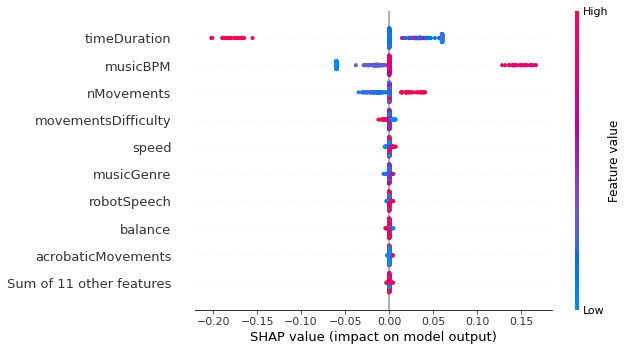 High
timeDuration
musicBPM
nMovements
movementsDifficulty
speed
musicGenre
robotSpeech
balance
acrobaticMovements
Sum of 11 other features
Feature value
Low
−0.20 −0.15 −0.10 −0.05 0.00 0.05 0.10 0.15
SHAP value (impact on model output)